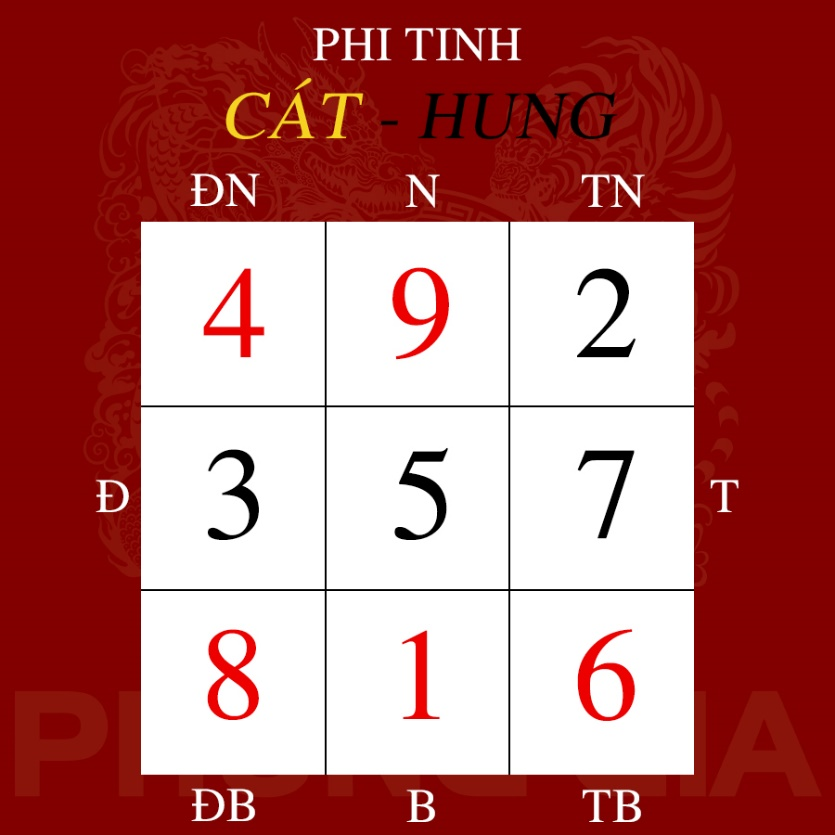 PHI TINH
CÁT - HUNG
ĐN N TN
4 9 2
Đ 3 5 7 T
8 1 6
ĐB B TB